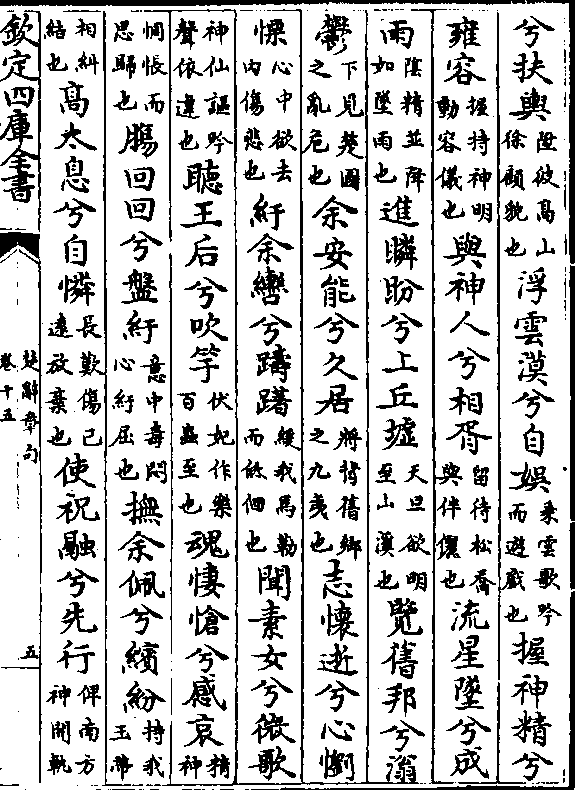 兮扶輿陞彼高山徐顧貌也浮雲漠兮自娛乘雲歌吟而遊戲也握神精兮
雍容握持神明動容儀也與神人兮相胥留待松喬與伴儷也流星墜兮成
雨陰精並降如墜雨也進瞵盼兮上丘墟天旦欲明至山溪也覽舊邦兮滃
鬱下見楚國之亂危也余安能兮久居將背舊鄉之九夷也志懷逝兮心懰
慄心中欲去內傷悲也紆余轡兮躊躇緩我馬勒而低佪也聞素女兮微歌
神仙謳吟聲依違也聽王后兮吹竽伏妃作樂百蟲至也魂悽愴兮感哀精神
惆悵而思歸也腸回回兮盤紆意中毒悶心紆屈也撫余佩兮繽紛持我玉帶
相糾結也高太息兮自憐長歎傷己遠放棄也使祝融兮先行俾南方神開軌
欽定四庫全書
楚辭章句
卷十五
五